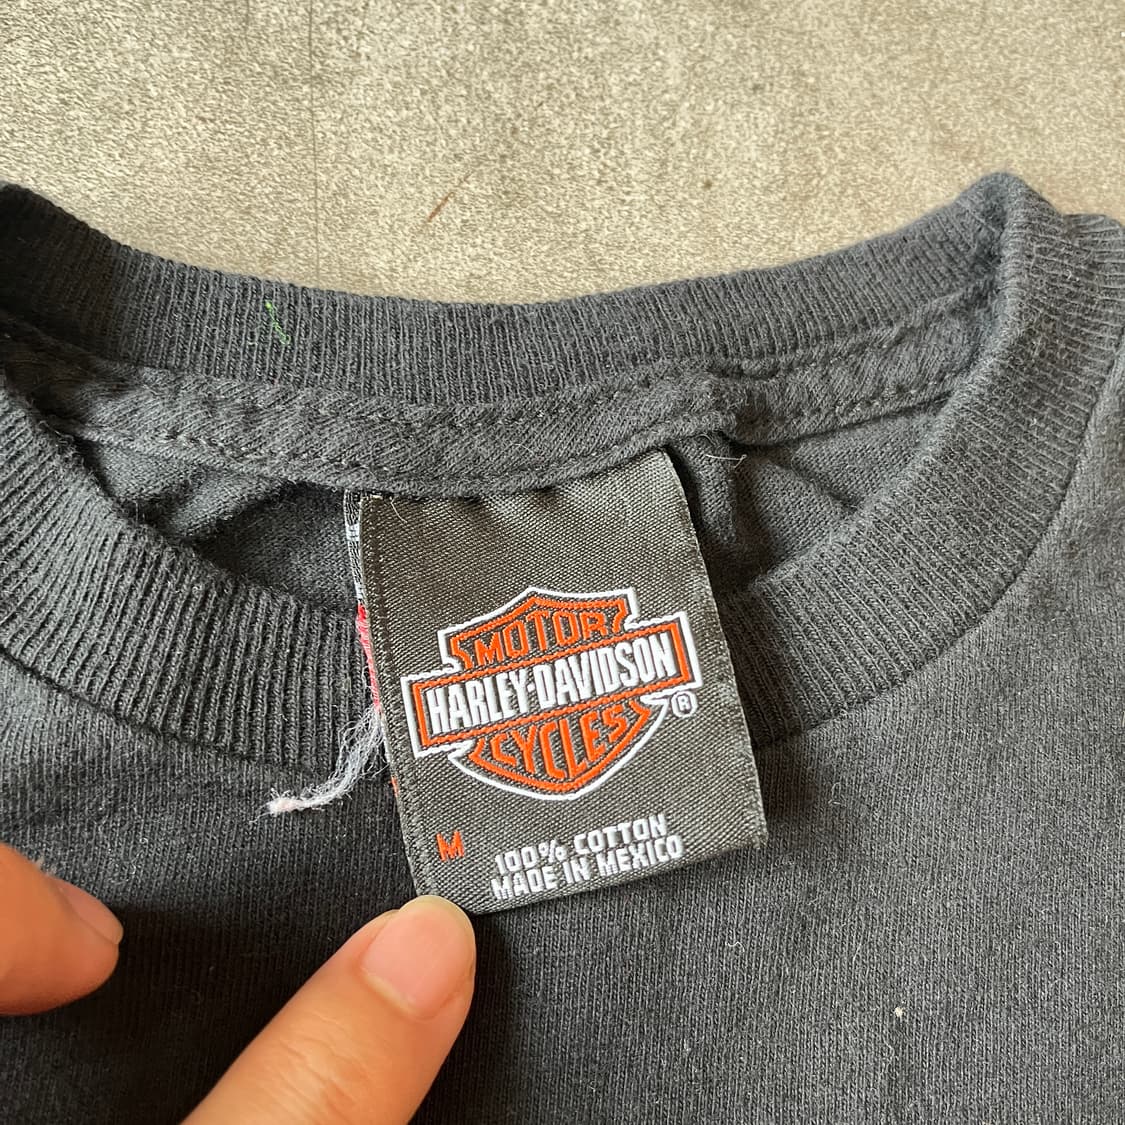 MOTOR
HARLEY-DAVIDSON
®
CYCLES
M
100% COTTON
MADE IN MEXICO